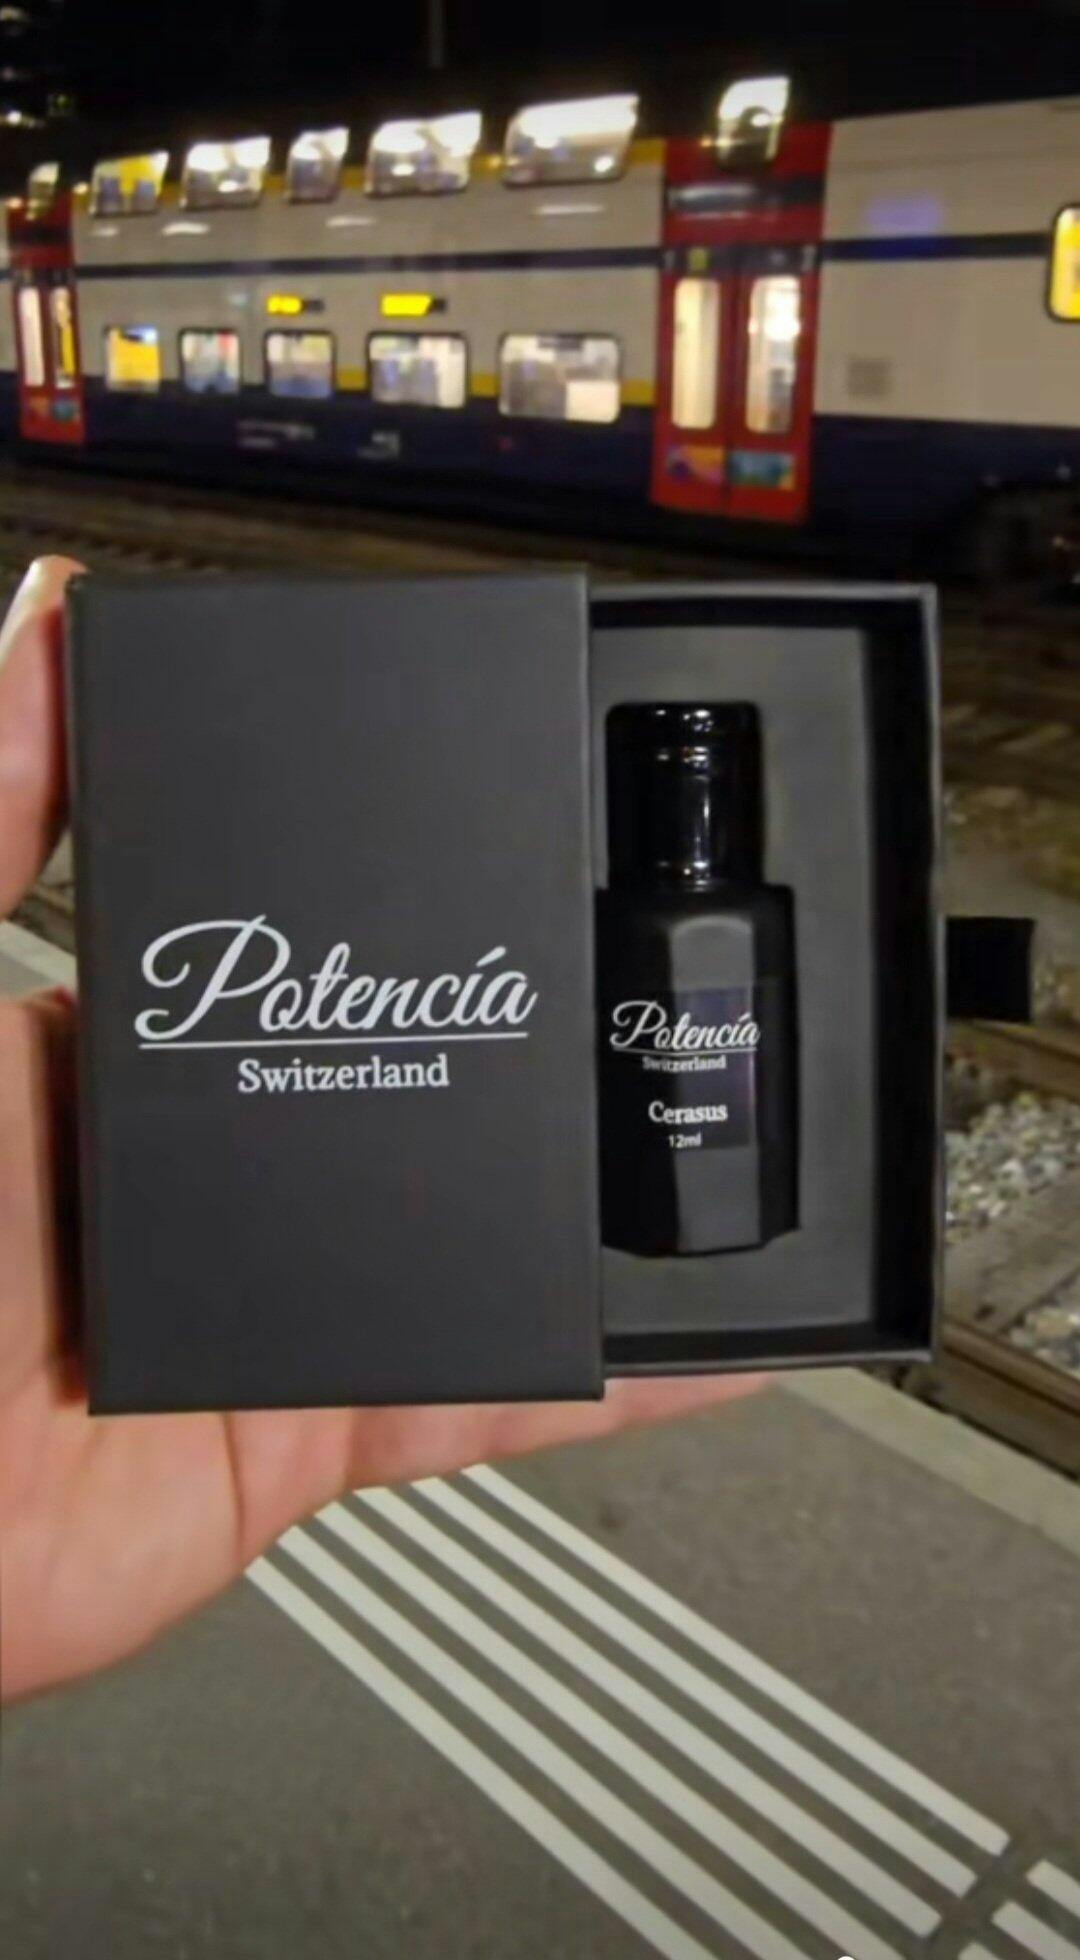 Potencía
Switzerland
Potencía
Switzerland
Cerasus
12ml